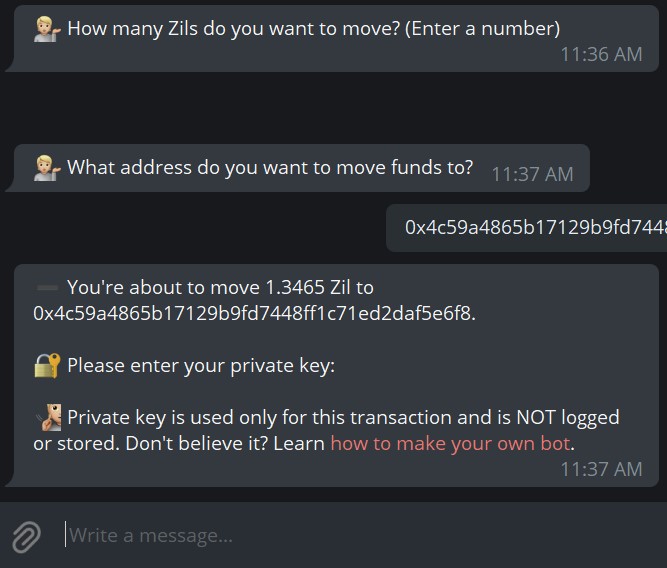 How many Zils do you want to move? (Enter a number)
11:36 AM
What address do you want to move funds to?
11:37 AM
0x4c59a4865b17129b9fd7448
You're about to move 1.3465 Zil to
0x4c59a4865b17129b9fd7448ff1c71ed2daf5e6f8.
Please enter your private key:
Private key is used only for this transaction and is NOT logged
or stored. Don't believe it? Learn how to make your own bot.
11:37 AM
Write a message...